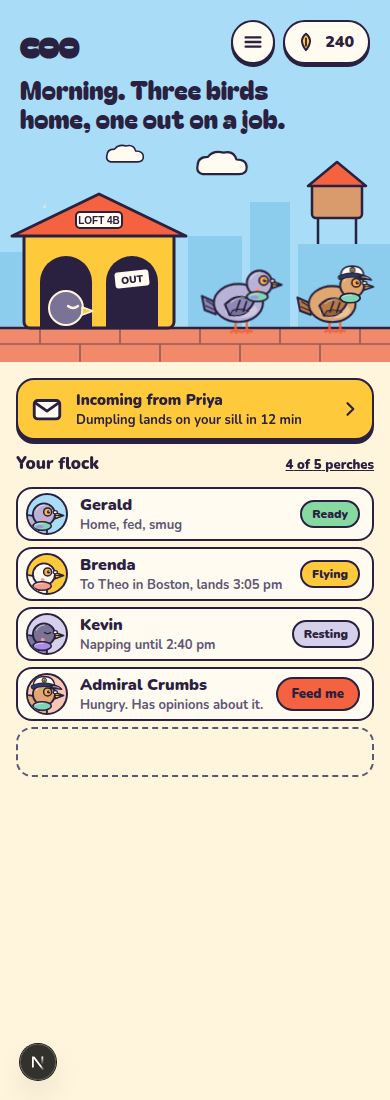 coo
240
Morning. Three birds
home, one out on a job.
LOFT 4B
OUT
Incoming from Priya
Dumpling lands on your sill in 12 min
Your flock
4 of 5 perches
Gerald
Home, fed, smug
Ready
Brenda
To Theo in Boston, lands 3:05 pm
Flying
Kevin
Napping until 2:40 pm
Resting
Admiral Crumbs
Hungry. Has opinions about it.
Feed me
N